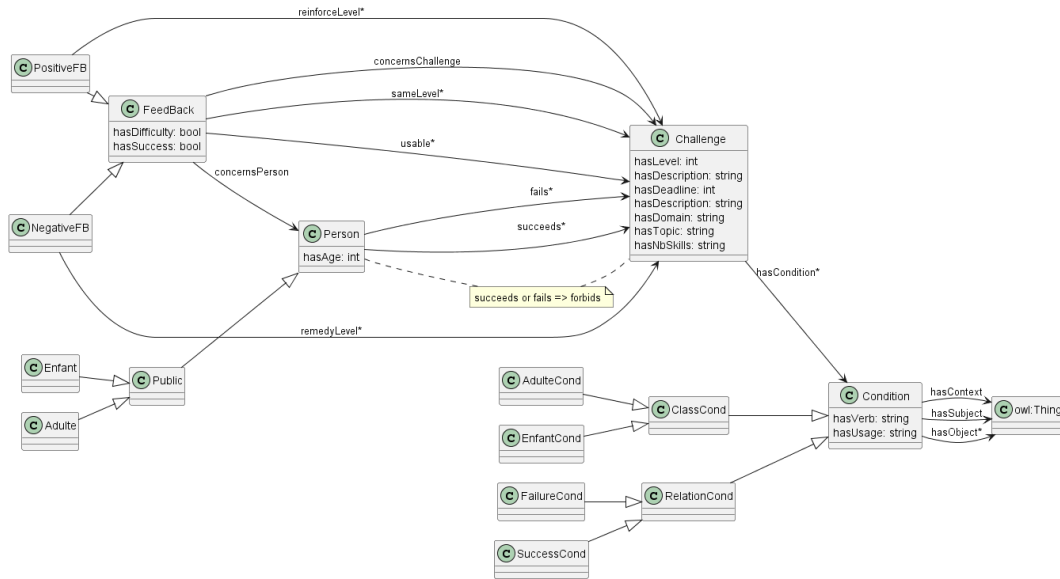 reinforceLevel*
C PositiveFB
concernsChallenge
C FeedBack
hasDifficulty: bool
hasSuccess: bool
sameLevel*
usable*
C Challenge
hasLevel: int
hasDescription: string
hasDeadline: int
hasDescription: string
hasDomain: string
hasTopic: string
hasNbSkills: string
concernsPerson
fails*
C NegativeFB
C Person
hasAge: int
succeeds*
succeeds or fails => forbids
hasCondition*
remedyLevel*
C Enfant
C Public
C Adulte
C AdulteCond
C EnfantCond
C ClassCond
C Condition
hasVerb: string
hasUsage: string
hasContext
hasSubject
hasObject*
C owl:Thing
C FailureCond
C RelationCond
C SuccessCond